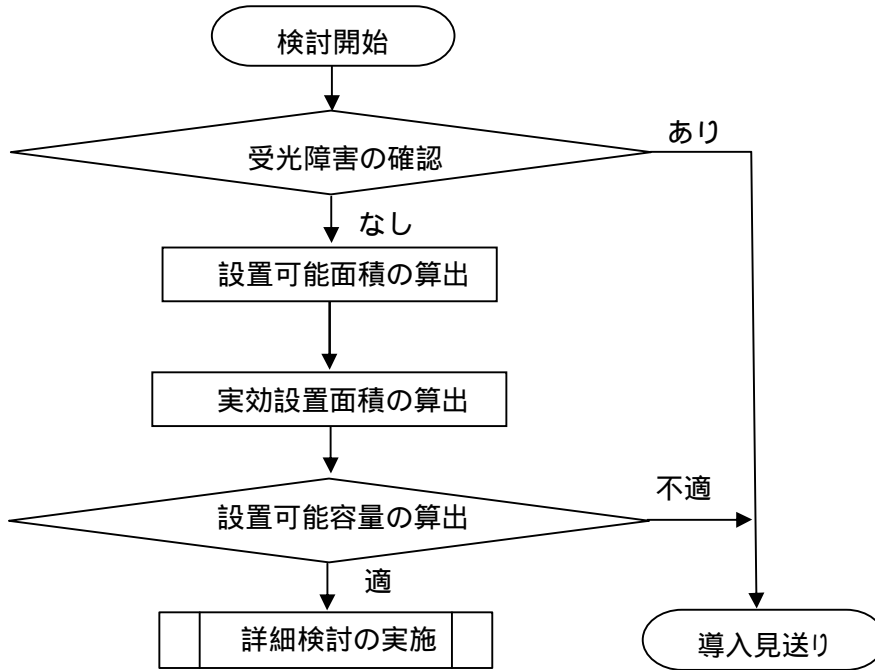 検討開始
受光障害の確認
あり
なし
設置可能面積の算出
実効設置面積の算出
設置可能容量の算出
不適
適
詳細検討の実施
導入見送り